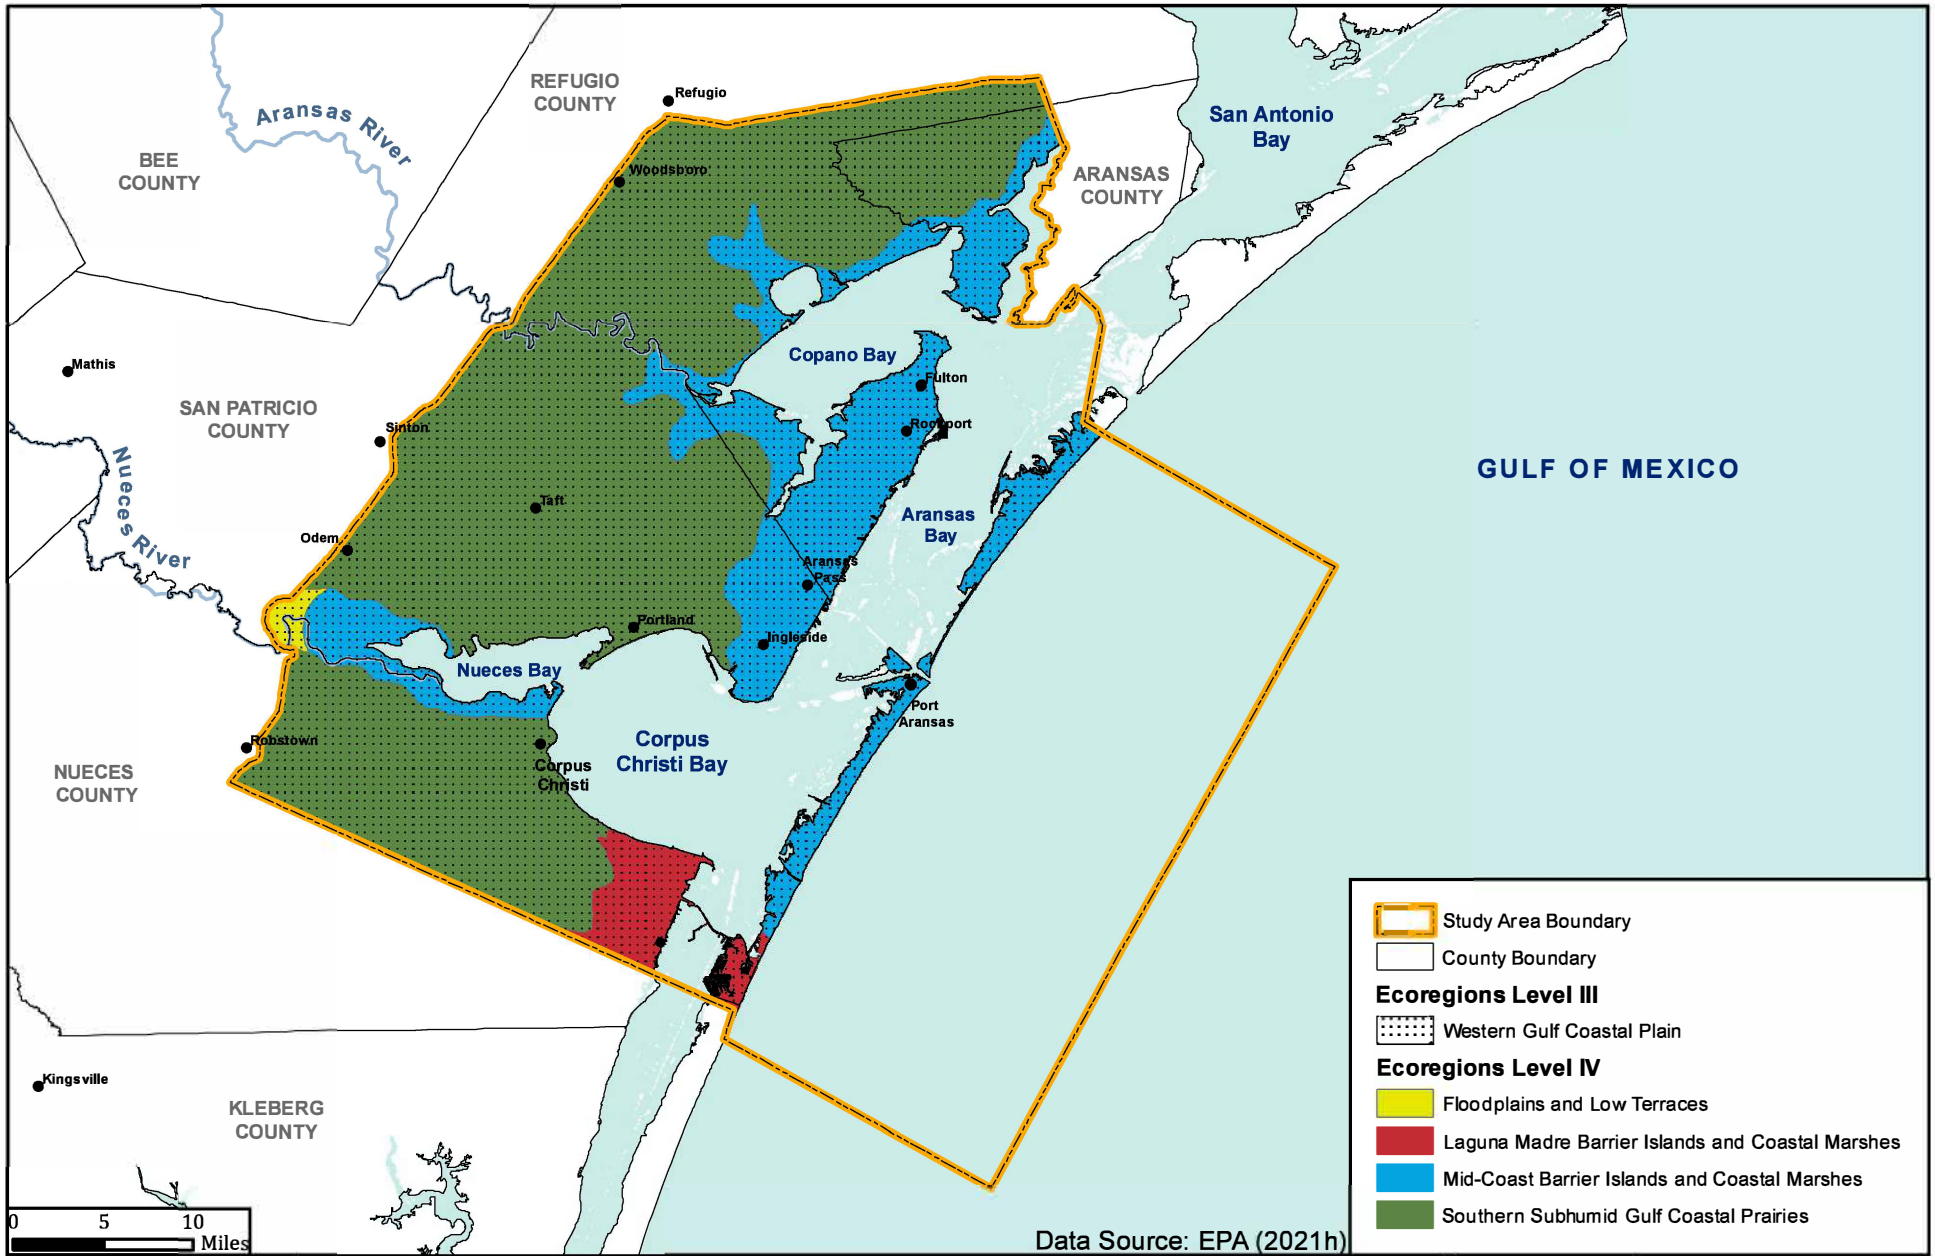 REFUGIO
COUNTY
Refugio
Aransas River
San Antonio
Bay
BEE
COUNTY
Woodsboro
ARANSAS
COUNTY
Mathis
Copano Bay
Fulton
SAN PATRICIO
COUNTY
Sinton
Rockport
Nueces River
GULF OF MEXICO
Taft
Aransas
Bay
Odem
Aransas
Pass
Portland
Ingleside
Nueces Bay
Port
Aransas
Robstown
Corpus
Christi Bay
Corpus
Christi
NUECES
COUNTY
Kingsville
KLEBERG
COUNTY
Study Area Boundary
County Boundary
Ecoregions Level III
Western Gulf Coastal Plain
Ecoregions Level IV
Floodplains and Low Terraces
Laguna Madre Barrier Islands and Coastal Marshes
Mid-Coast Barrier Islands and Coastal Marshes
Southern Subhumid Gulf Coastal Prairies
0 5 10
Miles
Data Source: EPA (2021h)